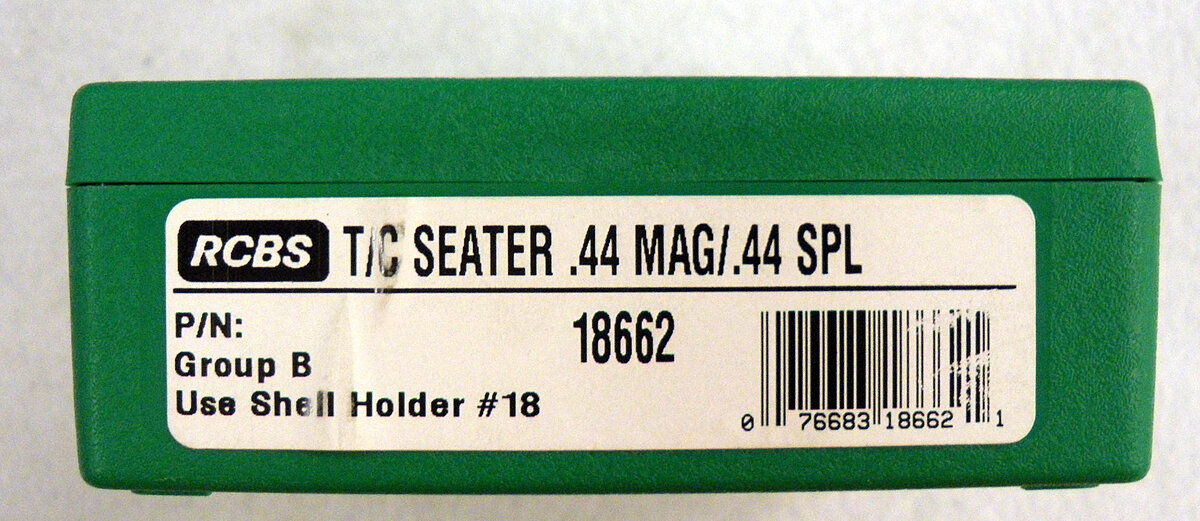 RCBS T/C SEATER .44 MAG/.44 SPL
P/N: 18662
Group B
Use Shell Holder #18
0 76683 18662 1